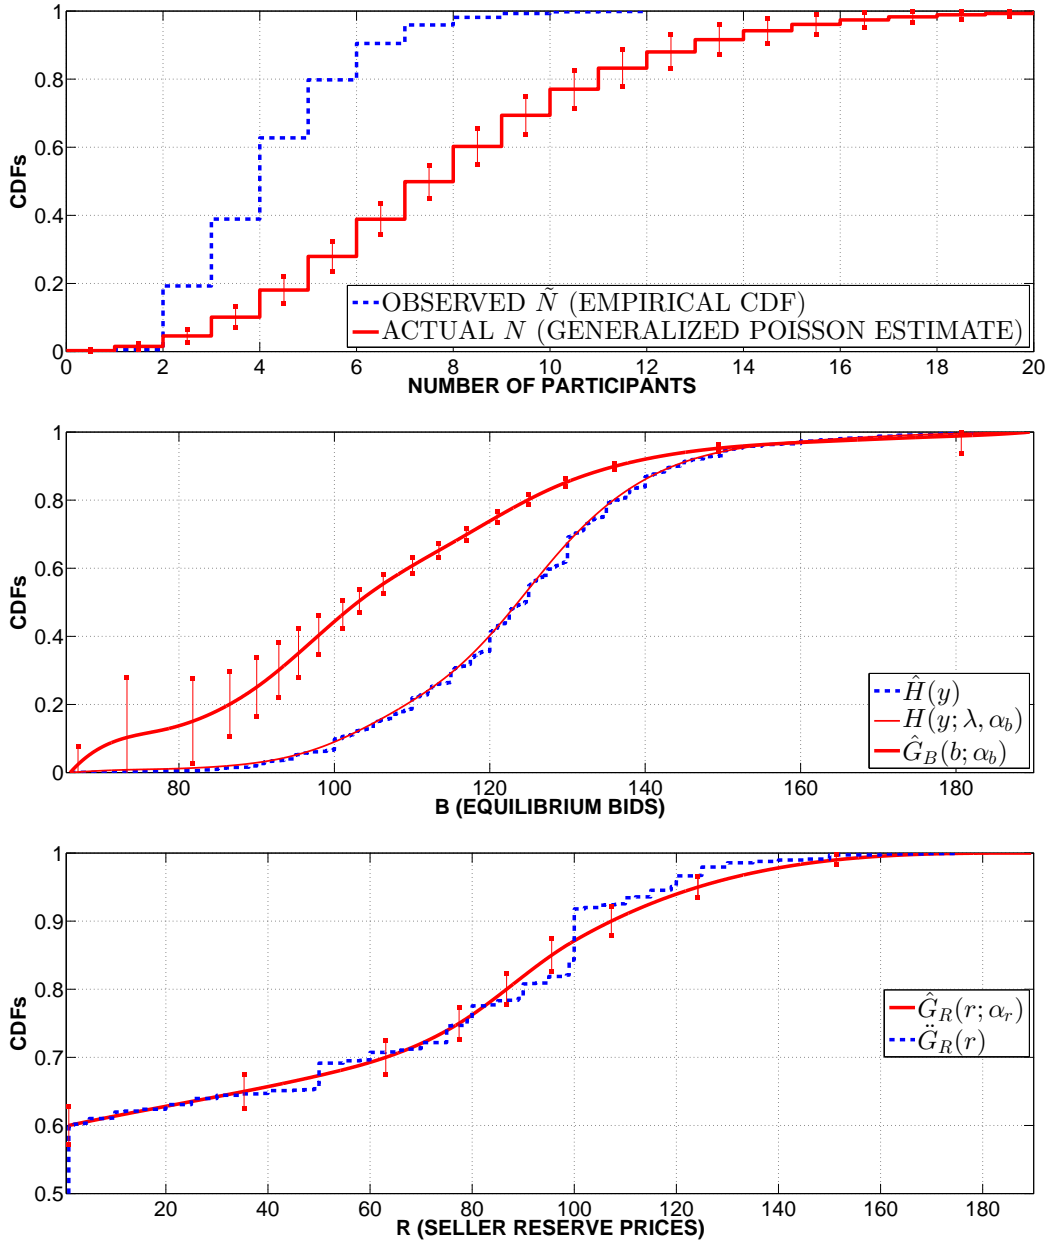 1
0.8
0.6
0.4
0.2
0
CDFs
OBSERVED Ñ (EMPIRICAL CDF)
ACTUAL N (GENERALIZED POISSON ESTIMATE)
0 2 4 6 8 10 12 14 16 18 20
NUMBER OF PARTICIPANTS
1
0.8
0.6
0.4
0.2
0
CDFs
Ĥ(y)
H(y; λ, α_b)
Ĝ_B(b; α_b)
80 100 120 140 160 180
B (EQUILIBRIUM BIDS)
1
0.9
0.8
0.7
0.6
0.5
CDFs
Ĝ_R(r; α_r)
G̈_R(r)
20 40 60 80 100 120 140 160 180
R (SELLER RESERVE PRICES)